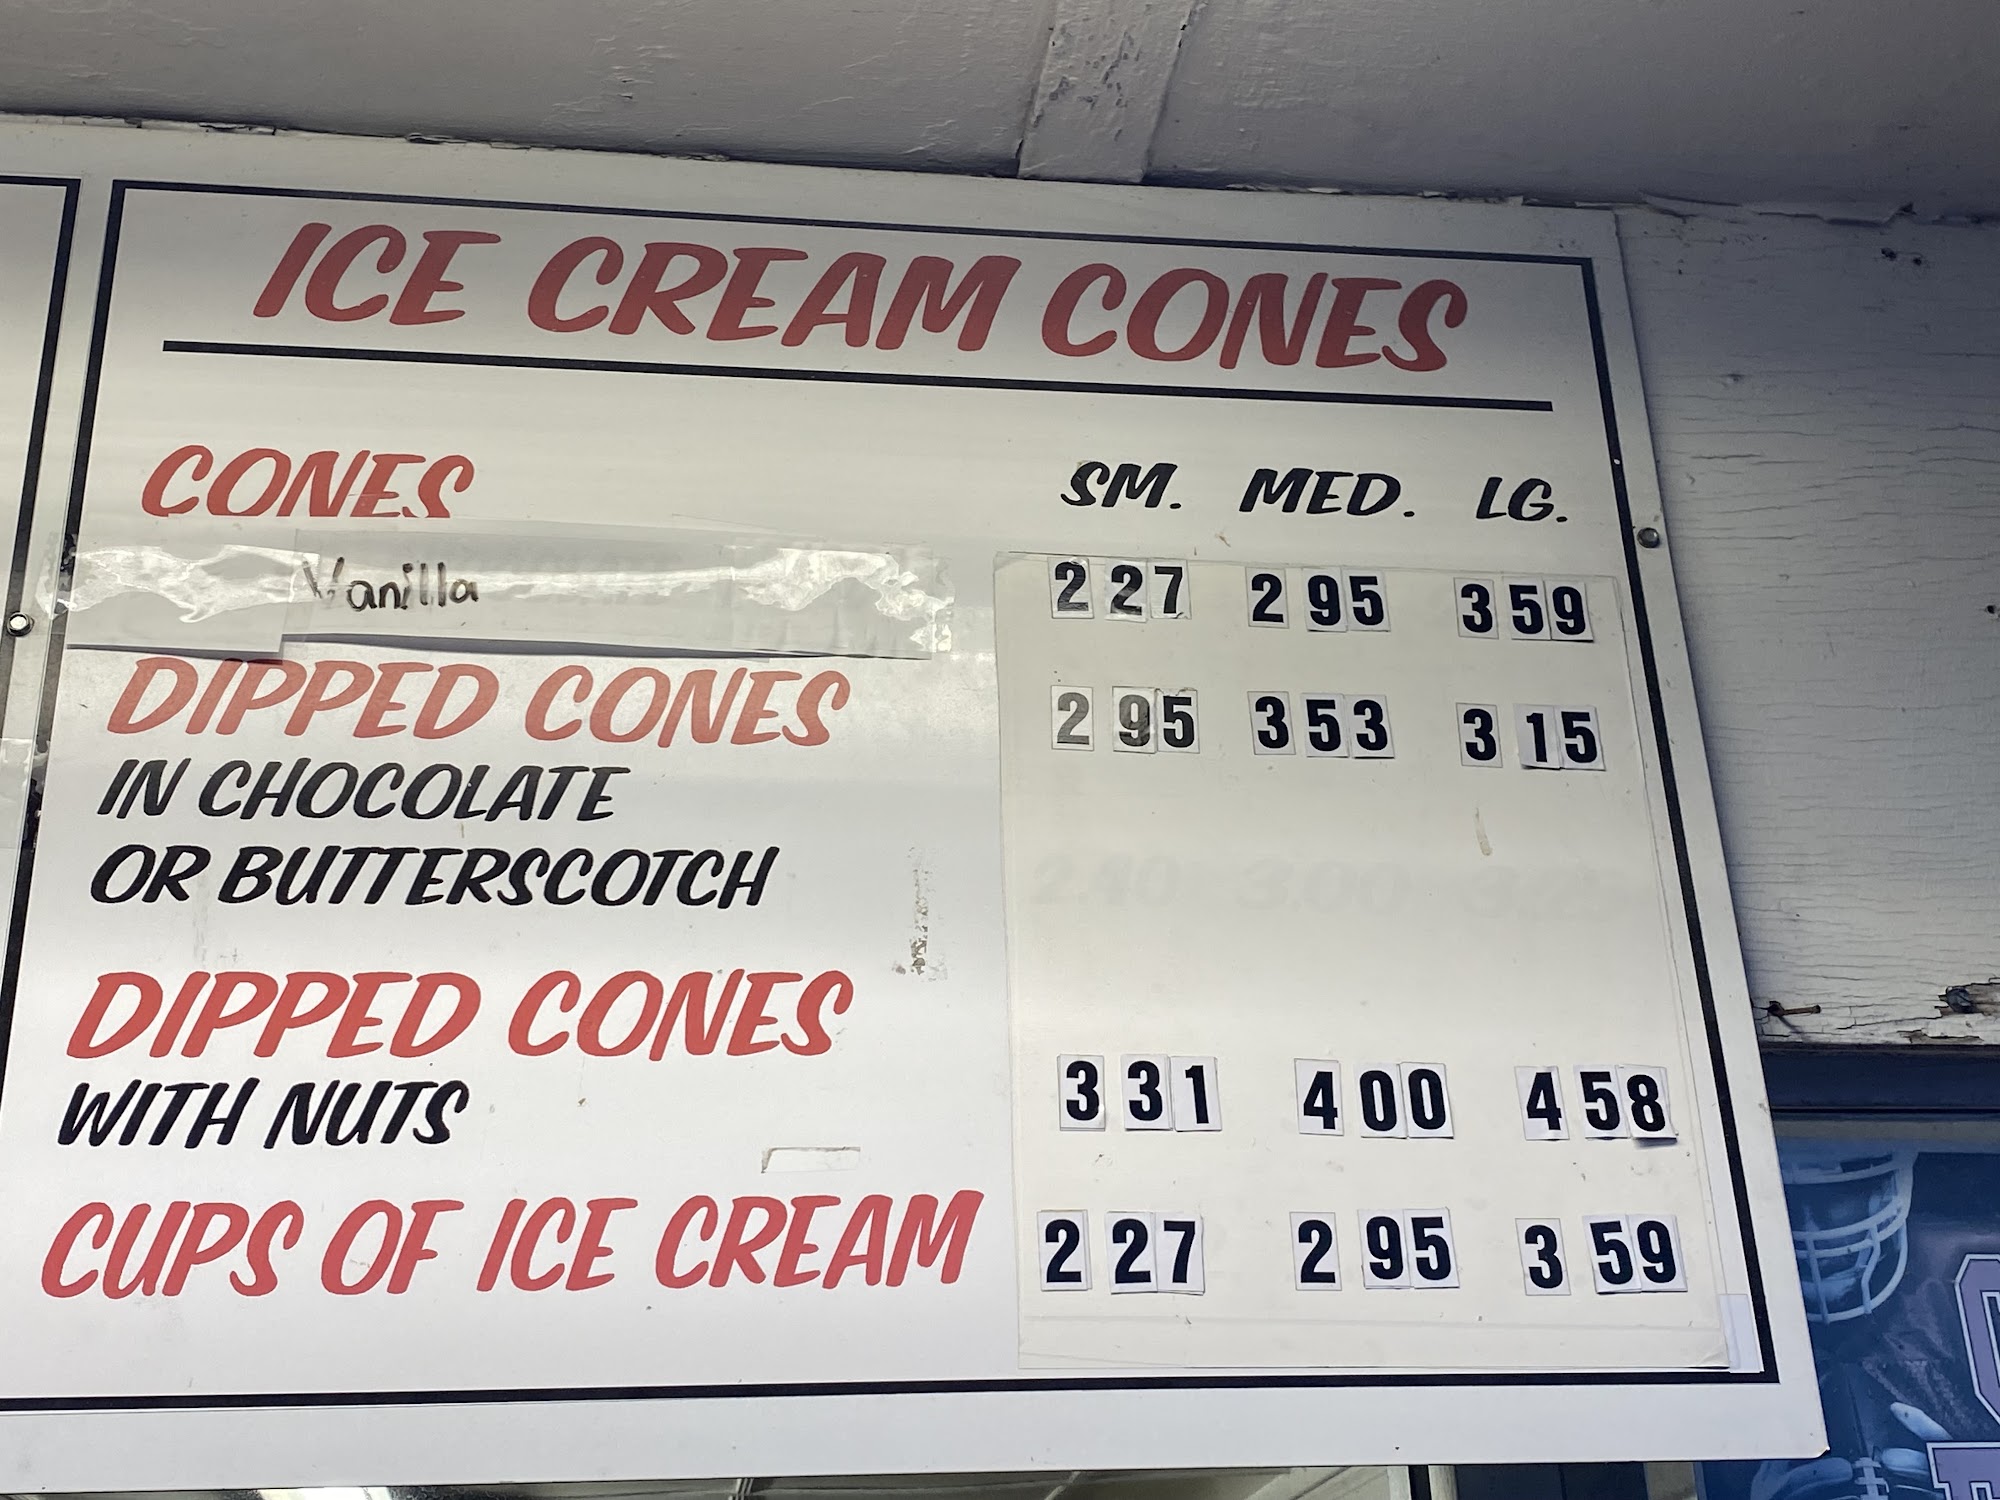 ICE CREAM CONES
CONES SM. MED. LG.
Vanilla 2 27 2 95 3 59
DIPPED CONES 2 95 3 53 3 15
IN CHOCOLATE
OR BUTTERSCOTCH
DIPPED CONES
WITH NUTS 3 31 4 00 4 58
CUPS OF ICE CREAM 2 27 2 95 3 59